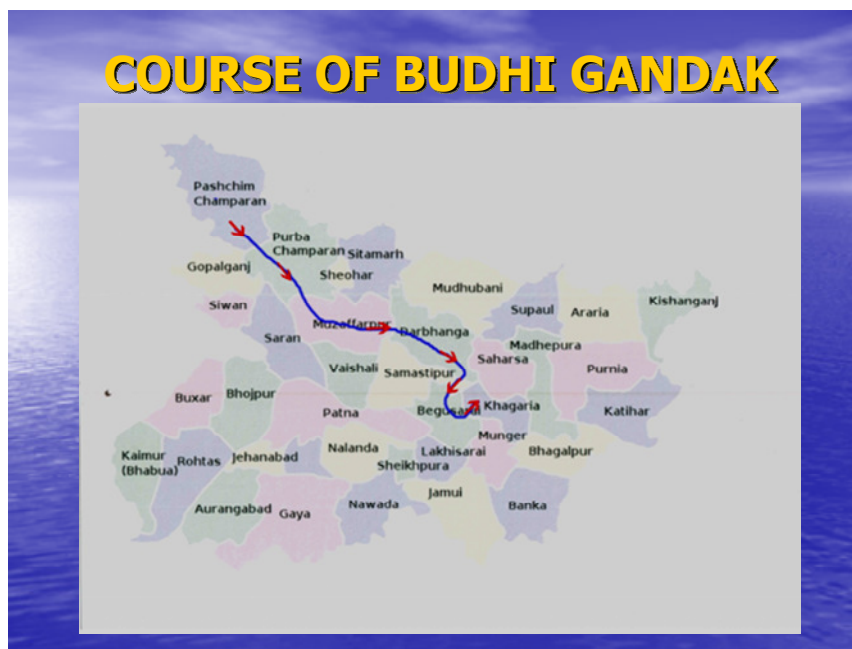 COURSE OF BUDHI GANDAK
Pashchim
Champaran
Purba
Champaran
Sitamarh
Gopalganj
Sheohar
Mudhubani
Siwan
Supaul
Araria
Kishanganj
Muzaffarpur
Darbhanga
Saran
Madhepura
Saharsa
Vaishali
Samastipur
Purnia
Buxar
Bhojpur
Patna
Begusarai
Khagaria
Katihar
Munger
Kaimur
(Bhabua)
Rohtas
Jehanabad
Nalanda
Lakhisarai
Bhagalpur
Sheikhpura
Jamui
Aurangabad
Gaya
Nawada
Banka